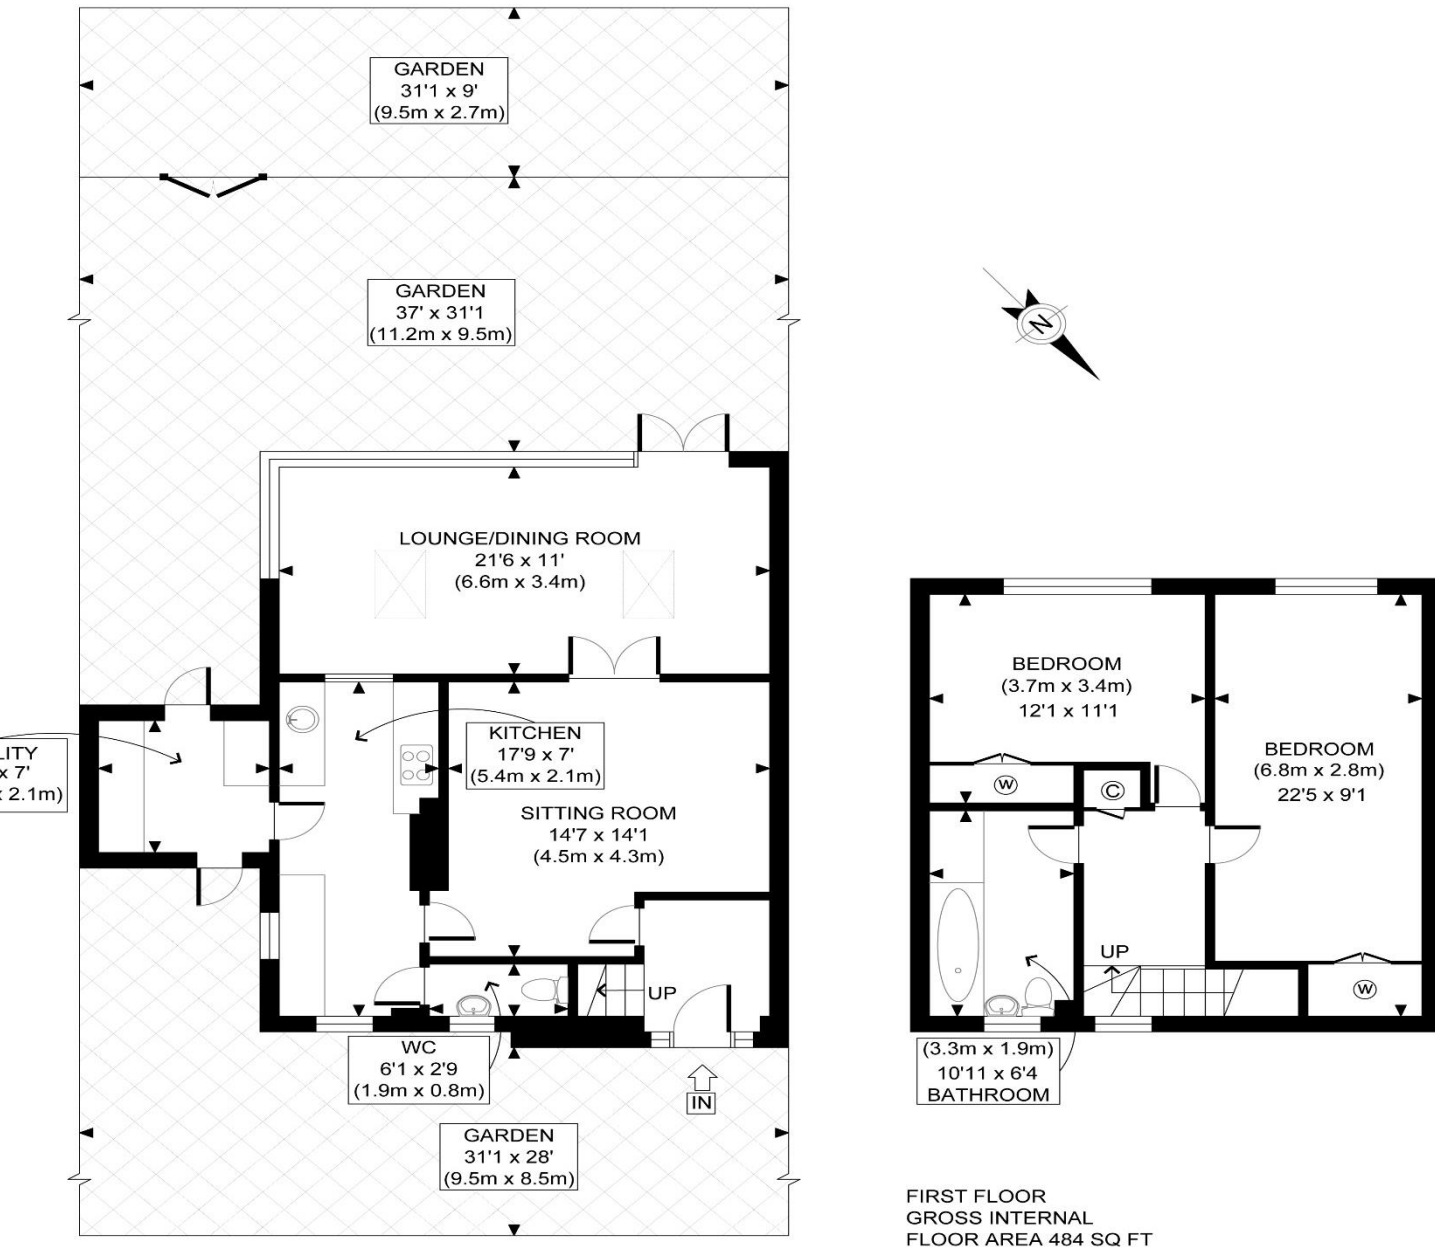 GARDEN
31'1 x 9'
(9.5m x 2.7m)
GARDEN
37' x 31'1
(11.2m x 9.5m)
N
LOUNGE/DINING ROOM
21'6 x 11'
(6.6m x 3.4m)
LITY
x 7'
x 2.1m)
KITCHEN
17'9 x 7'
(5.4m x 2.1m)
SITTING ROOM
14'7 x 14'1
(4.5m x 4.3m)
UP
WC
6'1 x 2'9
(1.9m x 0.8m)
IN
GARDEN
31'1 x 28'
(9.5m x 8.5m)
BEDROOM
(3.7m x 3.4m)
12'1 x 11'1
W
C
BEDROOM
(6.8m x 2.8m)
22'5 x 9'1
UP
W
(3.3m x 1.9m)
10'11 x 6'4
BATHROOM
FIRST FLOOR
GROSS INTERNAL
FLOOR AREA 484 SQ FT